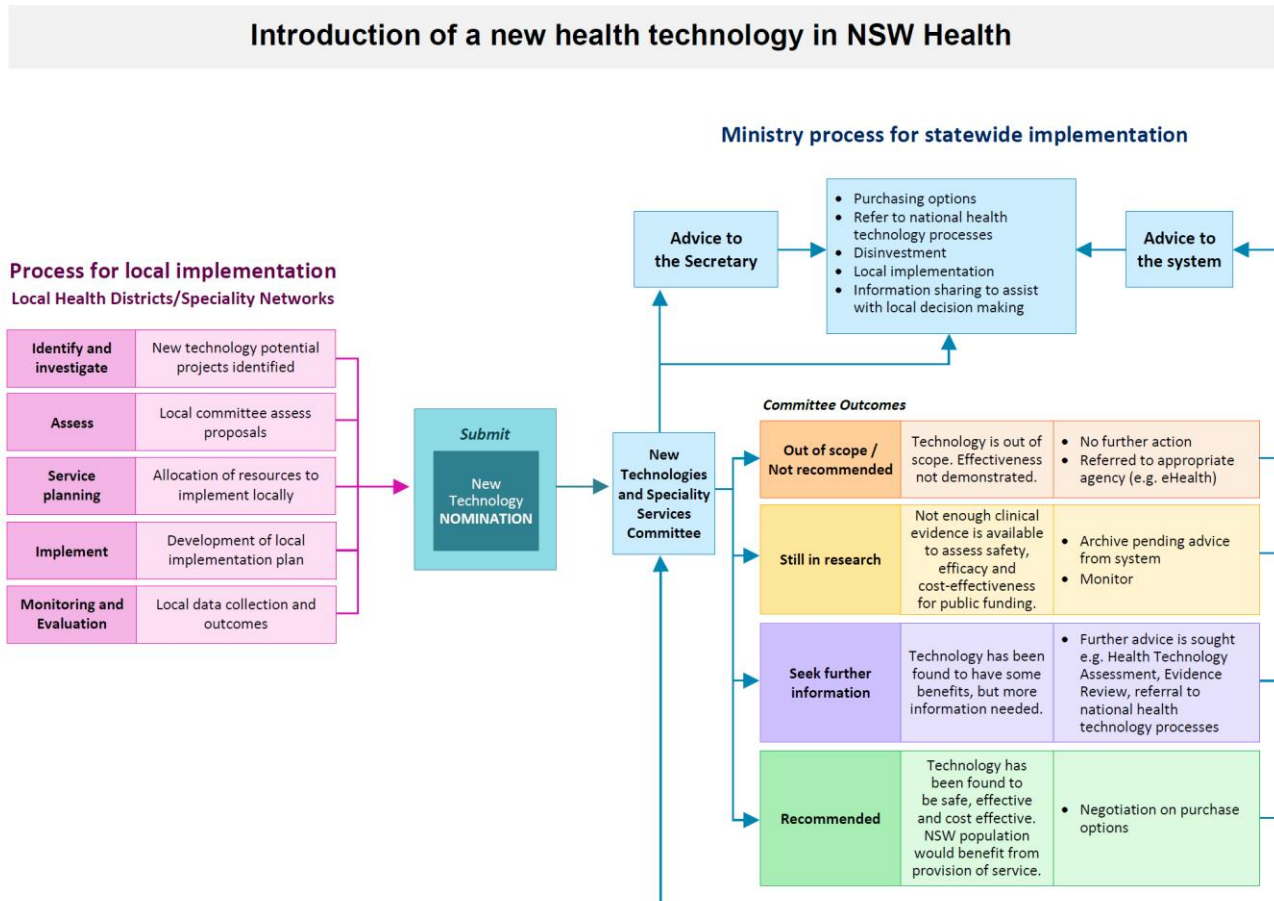 Introduction of a new health technology in NSW Health
Ministry process for statewide implementation
Advice to
the Secretary
• Purchasing options
• Refer to national health
technology processes
• Disinvestment
• Local implementation
• Information sharing to assist
with local decision making
Advice to
the system
Process for local implementation
Local Health Districts/Speciality Networks
Identify and
investigate
New technology potential
projects identified
Assess
Local committee assess
proposals
Service
planning
Allocation of resources to
implement locally
Implement
Development of local
implementation plan
Monitoring and
Evaluation
Local data collection and
outcomes
Submit
New
Technology
NOMINATION
New
Technologies
and Speciality
Services
Committee
Committee Outcomes
Out of scope /
Not recommended
Technology is out of
scope. Effectiveness
not demonstrated.
• No further action
• Referred to appropriate
agency (e.g. eHealth)
Still in research
Not enough clinical
evidence is available
to assess safety,
efficacy and
cost-effectiveness
for public funding.
• Archive pending advice
from system
• Monitor
Seek further
information
Technology has been
found to have some
benefits, but more
information needed.
• Further advice is sought
e.g. Health Technology
Assessment, Evidence
Review, referral to
national health
technology processes
Recommended
Technology has
been found to
be safe, effective
and cost effective.
NSW population
would benefit from
provision of service.
• Negotiation on purchase
options